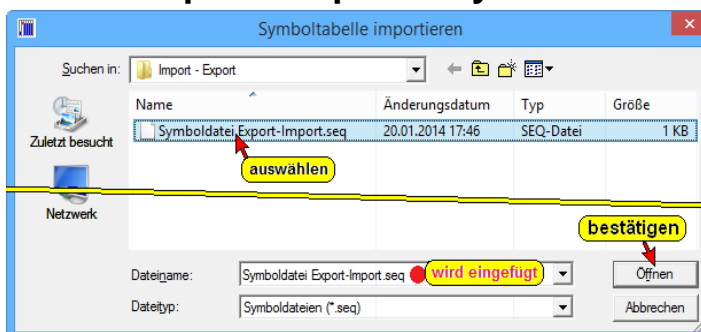 Symboltabelle importieren
Suchen in: Import - Export
Name Änderungsdatum Typ Größe
Symboldatei Export-Import.seq 20.01.2014 17:46 SEQ-Datei 1 KB
Zuletzt besucht
auswählen
Netzwerk
bestätigen
Dateiname: Symboldatei Export-Import.seq wird eingefügt Öffnen
Dateityp: Symboldateien (*.seq) Abbrechen